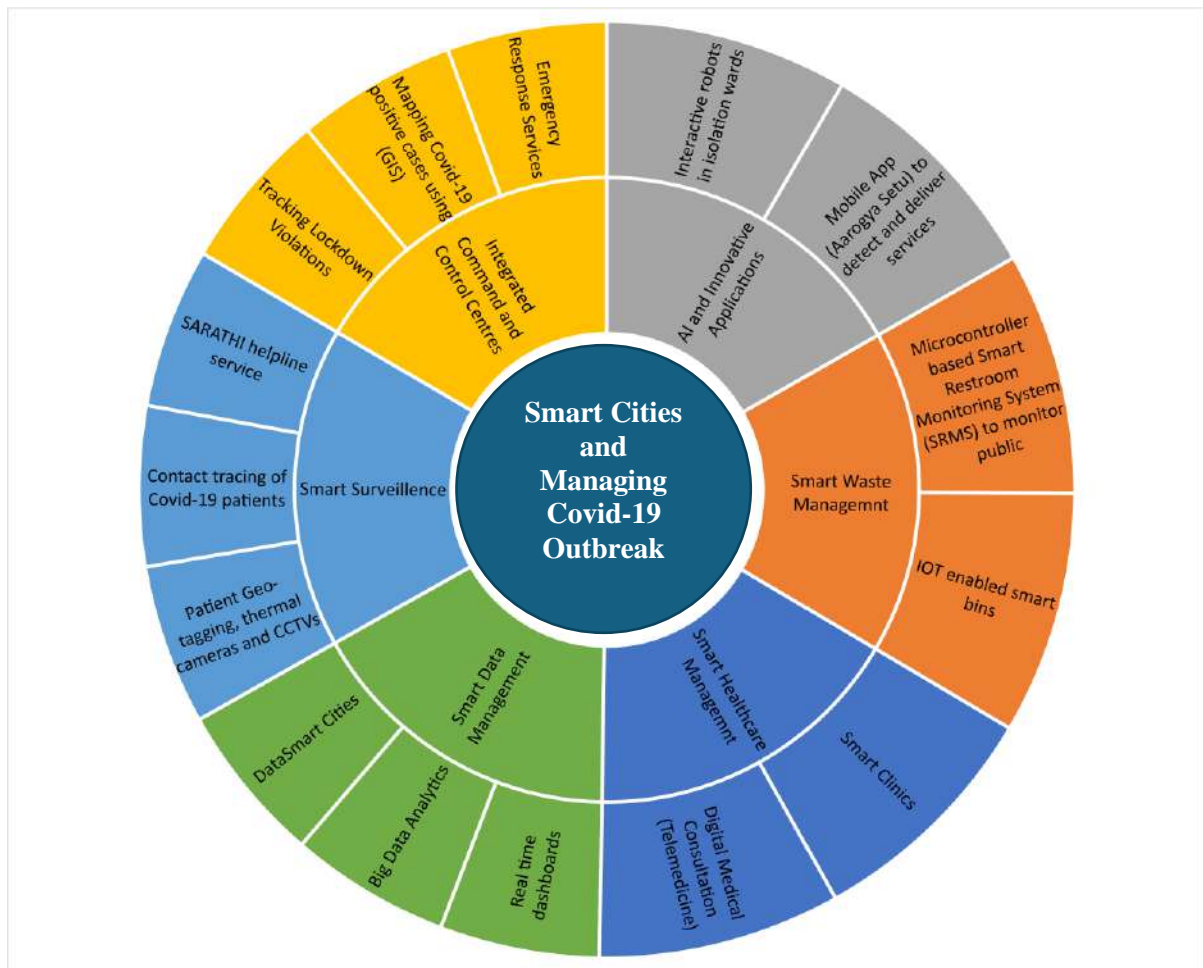 Smart Cities
and
Managing
Covid-19
Outbreak
AI and Innovative
Applications
Interactive robots
in isolation wards
Mobile App
(Aarogya Setu) to
detect and deliver
services
Smart Waste
Managemnt
Microcontroller
based Smart
Restroom
Monitoring System
(SRMS) to monitor
public
IOT enabled smart
bins
Smart Healthcare
Managemnt
Smart Clinics
Digital Medical
Consultation
(Telemedicine)
Smart Data
Management
Real time
dashboards
Big Data Analytics
DataSmart Cities
Smart Surveillence
Patient Geo-
tagging, thermal
cameras and CCTVs
Contact tracing of
Covid-19 patients
SARATHI helpline
service
Integrated
Command and
Control Centres
Tracking Lockdown
Violations
Mapping Covid-19
positive cases using
(GIS)
Emergency
Response Services